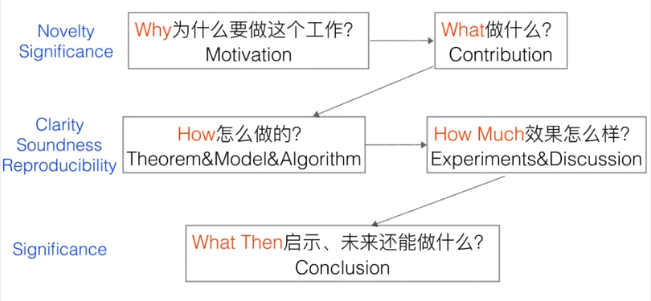 Novelty
Significance
Why为什么要做这个工作？
Motivation
What做什么？
Contribution
Clarity
Soundness
Reproducibility
How怎么做的？
Theorem&Model&Algorithm
How Much效果怎么样？
Experiments&Discussion
Significance
What Then启示、未来还能做什么？
Conclusion